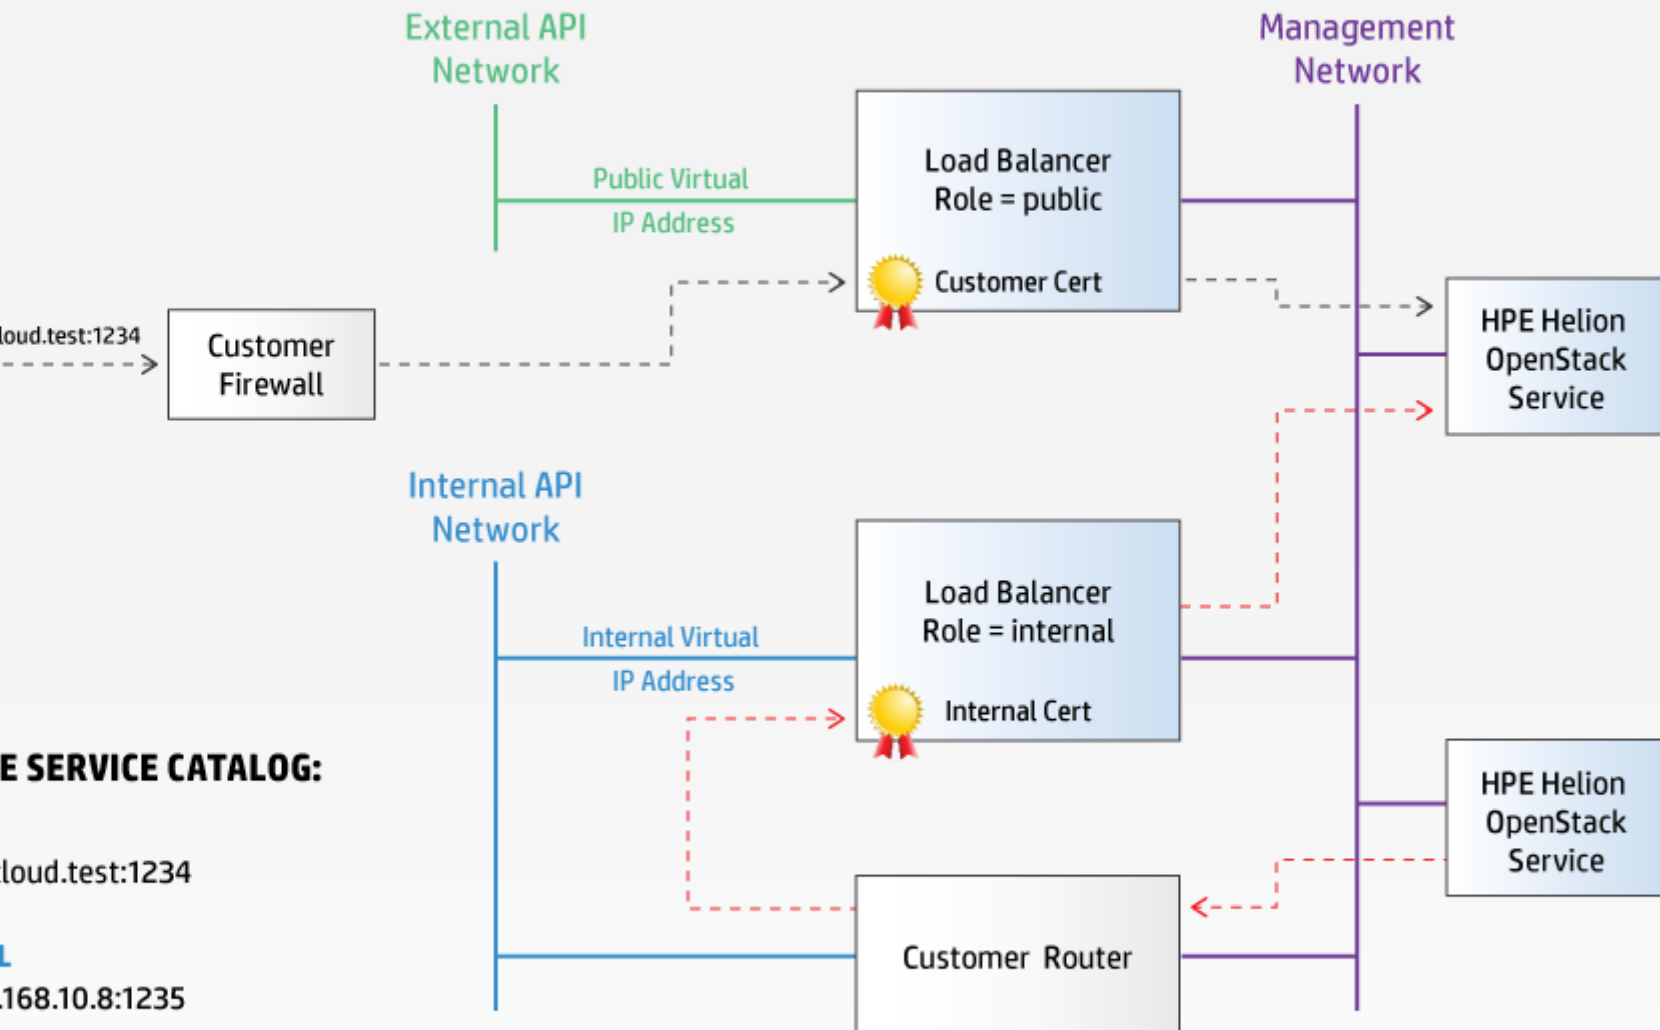 External API
Network
Management
Network
Load Balancer
Role = public
Public Virtual
IP Address
Customer Cert
loud.test:1234
Customer
Firewall
HPE Helion
OpenStack
Service
Internal API
Network
Load Balancer
Role = internal
Internal Virtual
IP Address
Internal Cert
E SERVICE CATALOG:
HPE Helion
OpenStack
Service
loud.test:1234
Customer Router
L
.168.10.8:1235